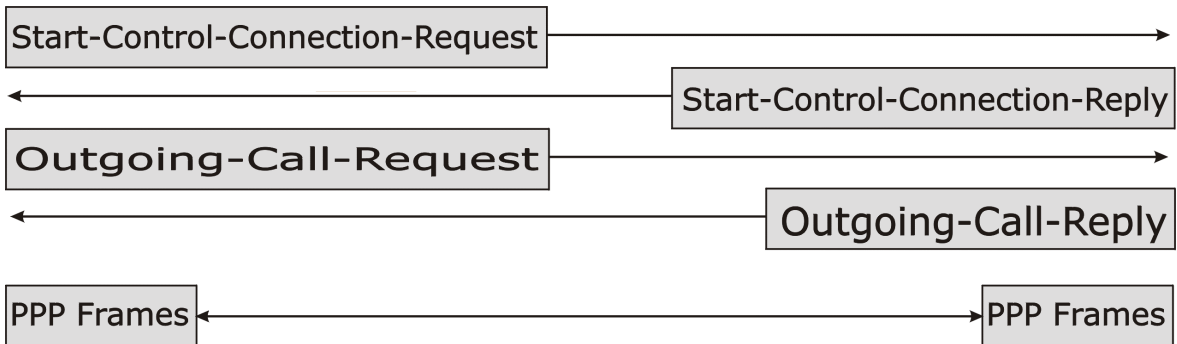 Start-Control-Connection-Request
Start-Control-Connection-Reply
Outgoing-Call-Request
Outgoing-Call-Reply
PPP Frames
PPP Frames